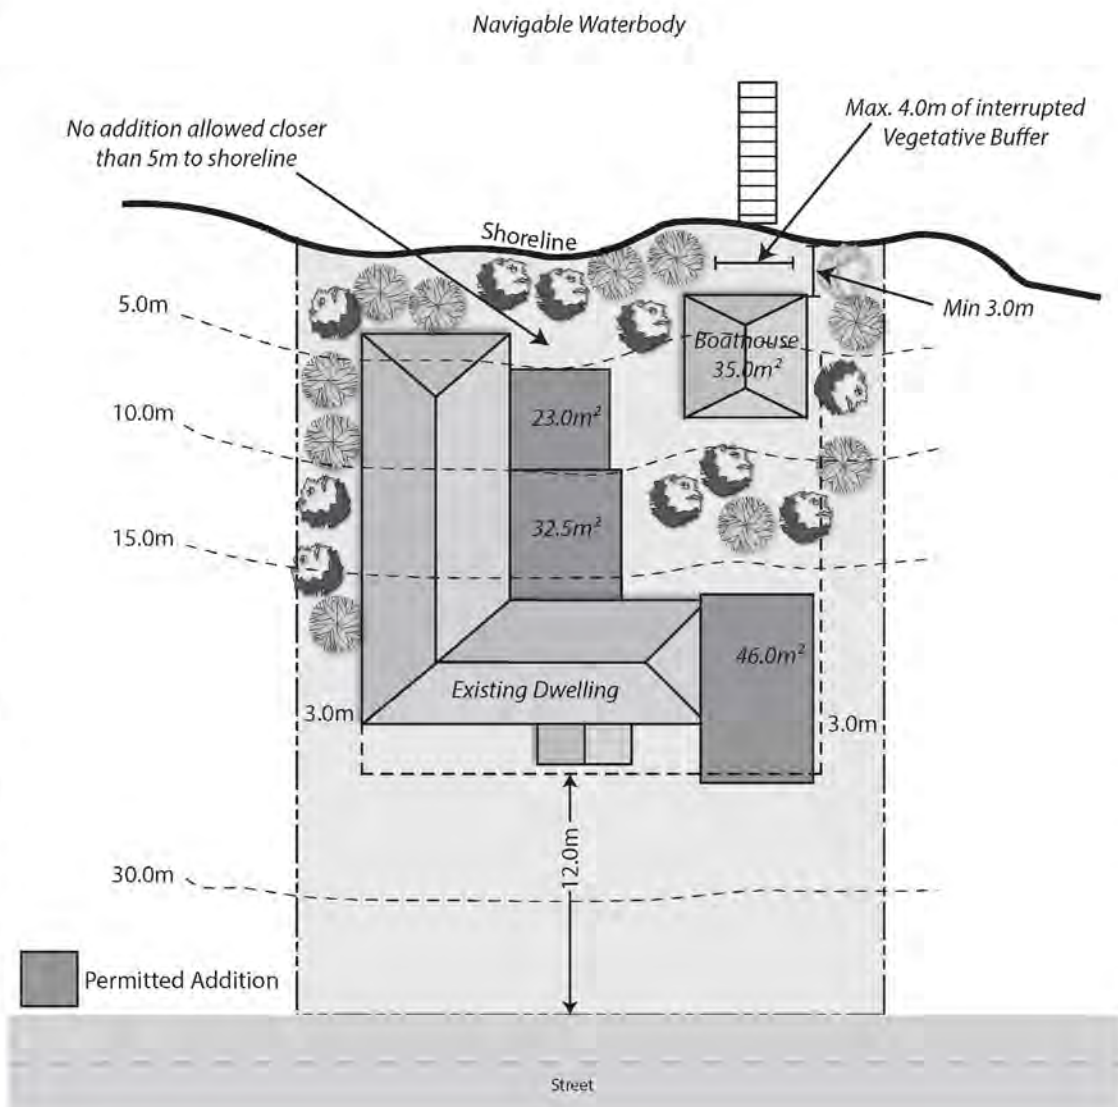 Navigable Waterbody
No addition allowed closer
than 5m to shoreline
Max. 4.0m of interrupted
Vegetative Buffer
Shoreline
5.0m
Min 3.0m
Boathouse
35.0m²
10.0m
23.0m²
15.0m
32.5m²
46.0m²
Existing Dwelling
3.0m
3.0m
12.0m
30.0m
Permitted Addition
Street